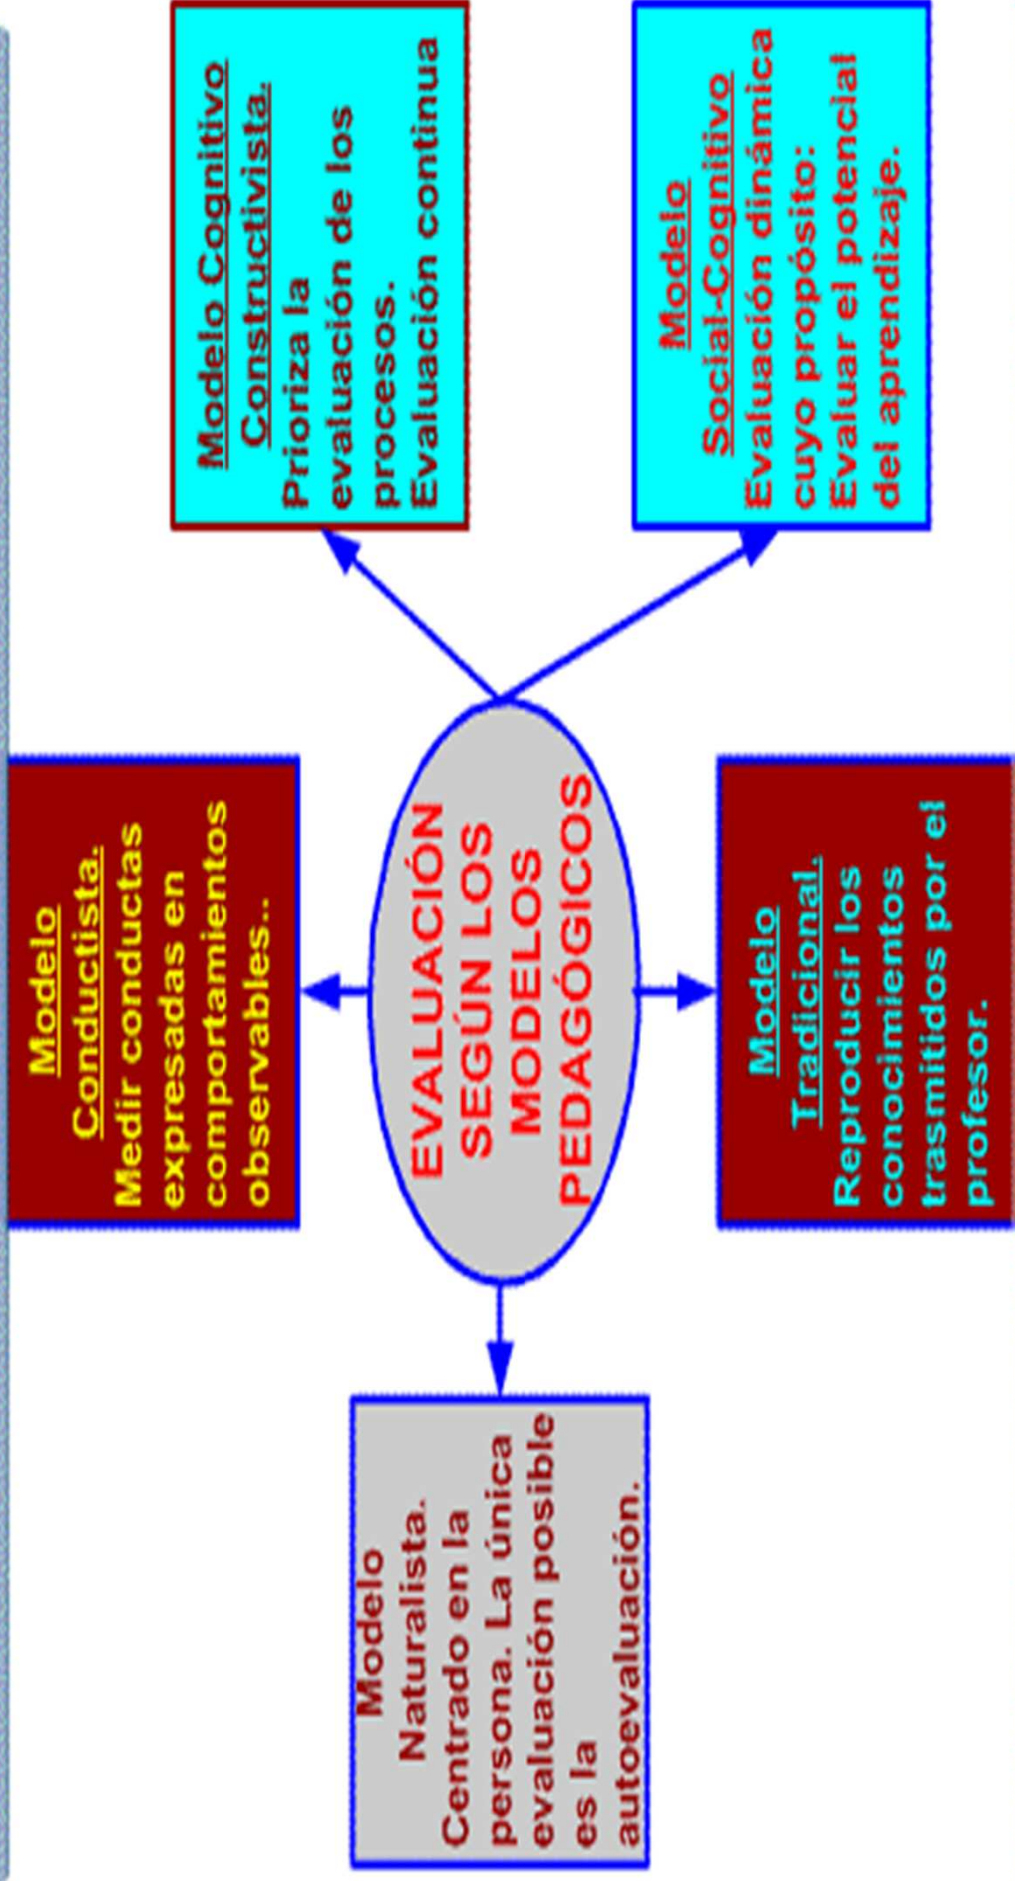 Modelo
Conductista.
Medir conductas
expresadas en
comportamientos
observables..
Modelo Cognitivo
Constructivista.
Prioriza la
evaluación de los
procesos.
Evaluación continua
EVALUACIÓN
SEGÚN LOS
MODELOS
PEDAGÓGICOS
Modelo
Naturalista.
Centrado en la
persona. La única
evaluación posible
es la
autoevaluación.
Modelo
Social-Cognitivo
Evaluación dinámica
cuyo propósito:
Evaluar el potencial
del aprendizaje.
Modelo
Tradicional.
Reproducir los
conocimientos
trasmitidos por el
profesor.